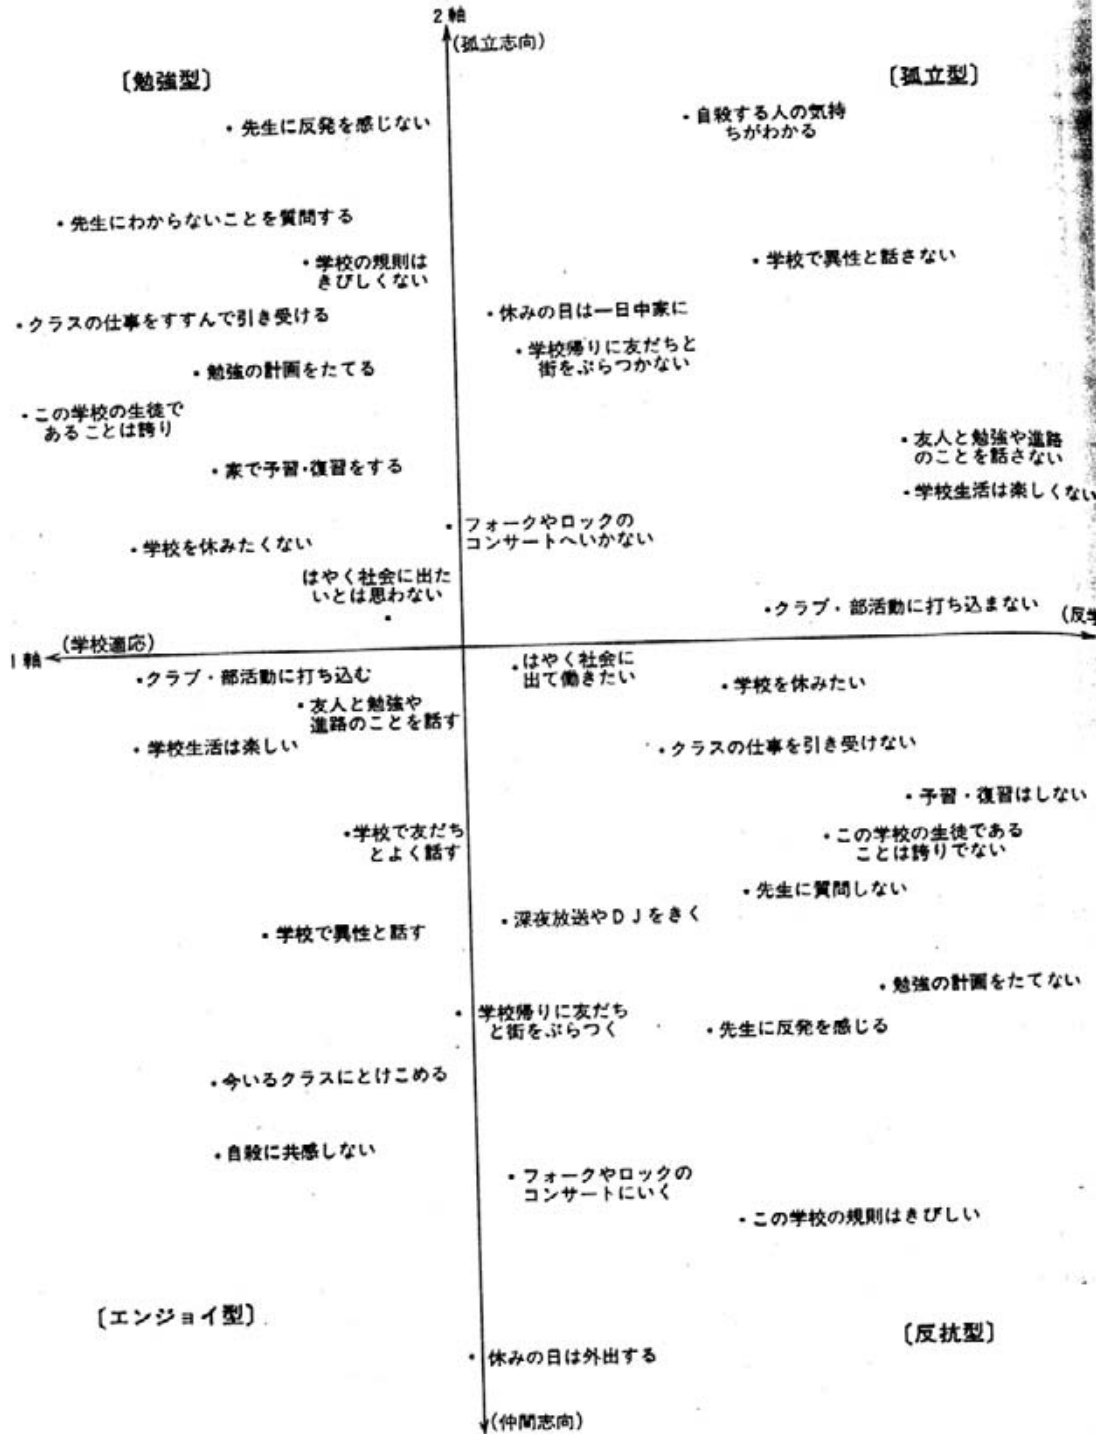 2軸
(孤立志向)
〔勉強型〕
〔孤立型〕
・先生に反発を感じない
・自殺する人の気持
ちがわかる
・先生にわからないことを質問する
・学校の規則は
きびしくない
・学校で異性と話さない
・クラスの仕事をすすんで引き受ける
・休みの日は一日中家に
・学校帰りに友だちと
街をぶらつかない
・勉強の計画をたてる
・この学校の生徒で
あることは誇り
・友人と勉強や進路
のことを話さない
・家で予習・復習をする
・学校生活は楽しくない
・フォークやロックの
コンサートへいかない
・学校を休みたくない
はやく社会に出た
いとは思わない
・クラブ・部活動に打ち込まない
(反学
(学校適応)
1軸
・はやく社会に
出て働きたい
・クラブ・部活動に打ち込む
・学校を休みたい
・友人と勉強や
進路のことを話す
・学校生活は楽しい
・クラスの仕事を引き受けない
・予習・復習はしない
・学校で友だち
とよく話す
・この学校の生徒である
ことは誇りでない
・先生に質問しない
・深夜放送やDJをきく
・学校で異性と話す
・勉強の計画をたてない
・学校帰りに友だち
と街をぶらつく
・先生に反発を感じる
・今いるクラスにとけこめる
・自殺に共感しない
・フォークやロックの
コンサートにいく
・この学校の規則はきびしい
〔エンジョイ型〕
〔反抗型〕
・休みの日は外出する
(仲間志向)